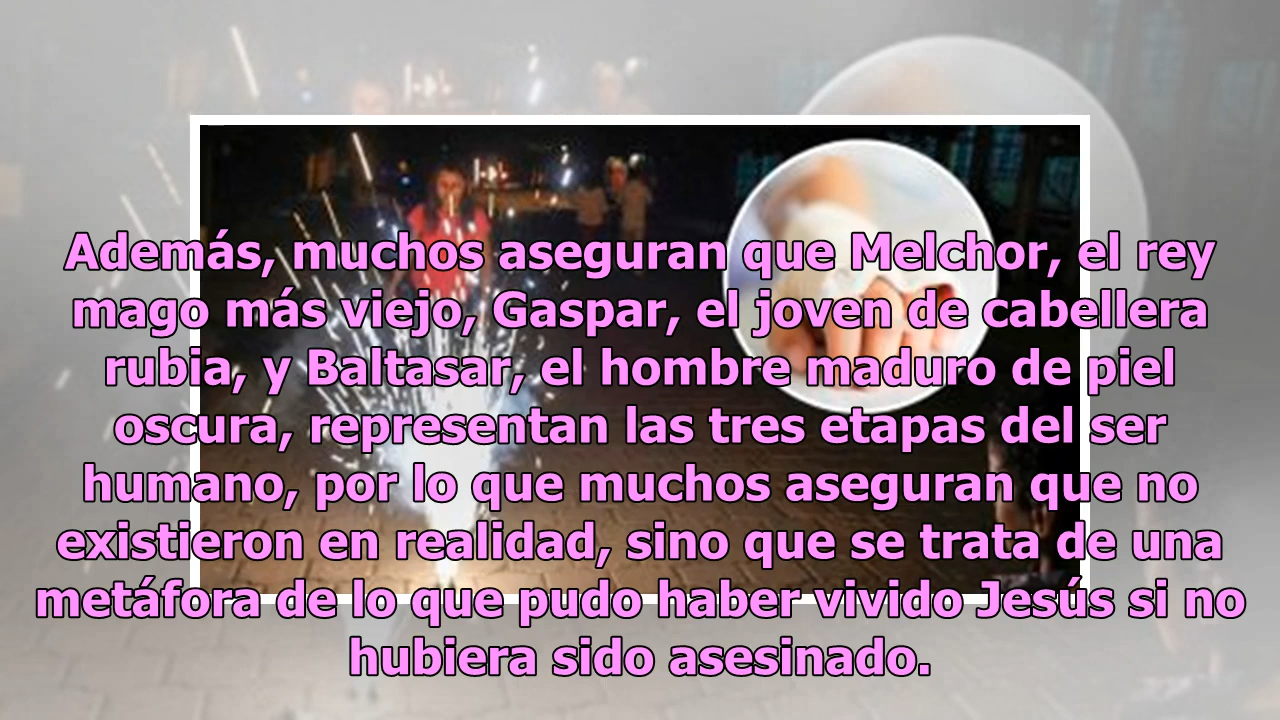 Además, muchos aseguran que Melchor, el rey
mago más viejo, Gaspar, el joven de cabellera
rubia, y Baltasar, el hombre maduro de piel
oscura, representan las tres etapas del ser
humano, por lo que muchos aseguran que no
existieron en realidad, sino que se trata de una
metáfora de lo que pudo haber vivido Jesús si no
hubiera sido asesinado.